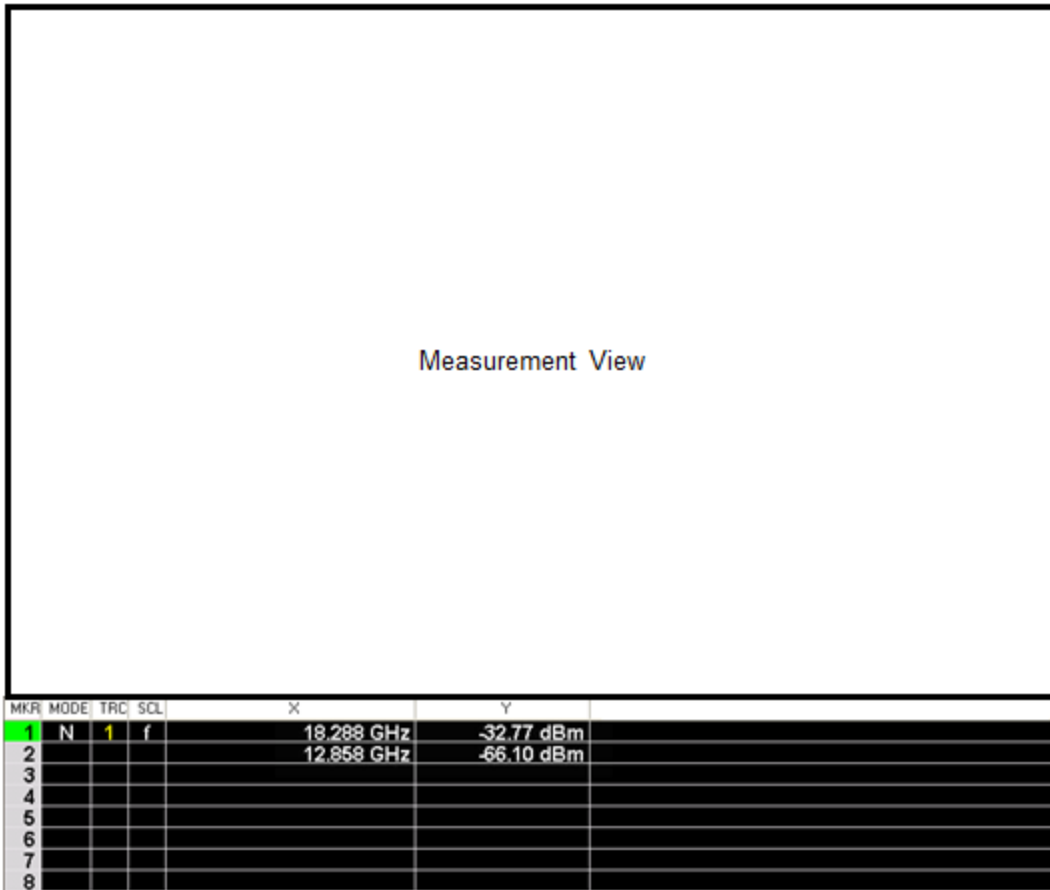 Measurement View
MKR MODE TRC SCL X Y
1 N 1 f 18.288 GHz -32.77 dBm
2 12.858 GHz -66.10 dBm
3
4
5
6
7
8